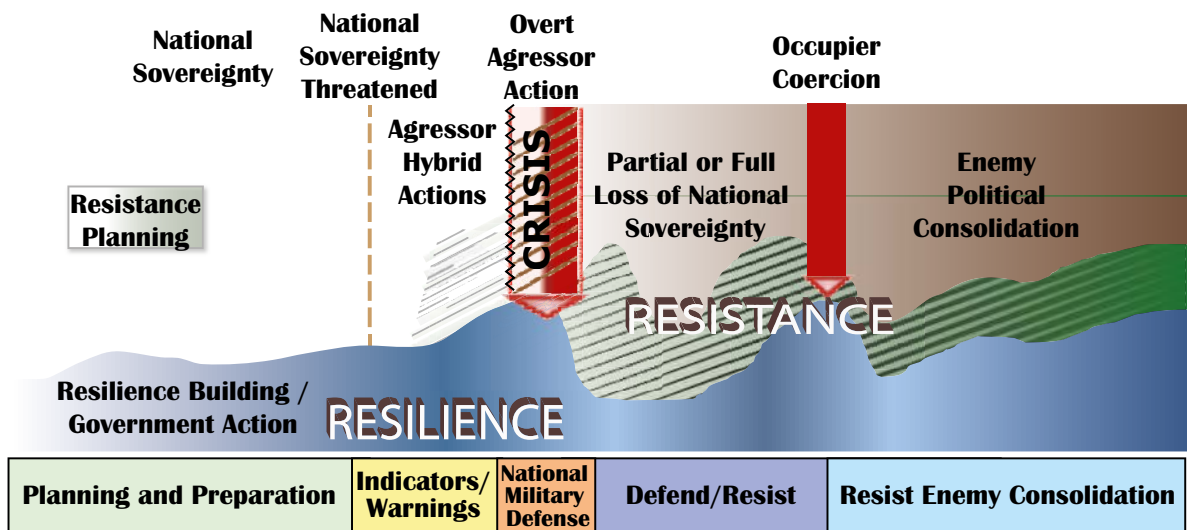 National
Sovereignty
National
Sovereignty
Threatened
Overt
Agressor
Action
Occupier
Coercion
Agressor
Hybrid
Actions
CRISIS
Partial or Full
Loss of National
Sovereignty
Enemy
Political
Consolidation
Resistance
Planning
RESISTANCE
Resilience Building /
Government Action
RESILIENCE
Planning and Preparation
Indicators/
Warnings
National
Military
Defense
Defend/Resist
Resist Enemy Consolidation